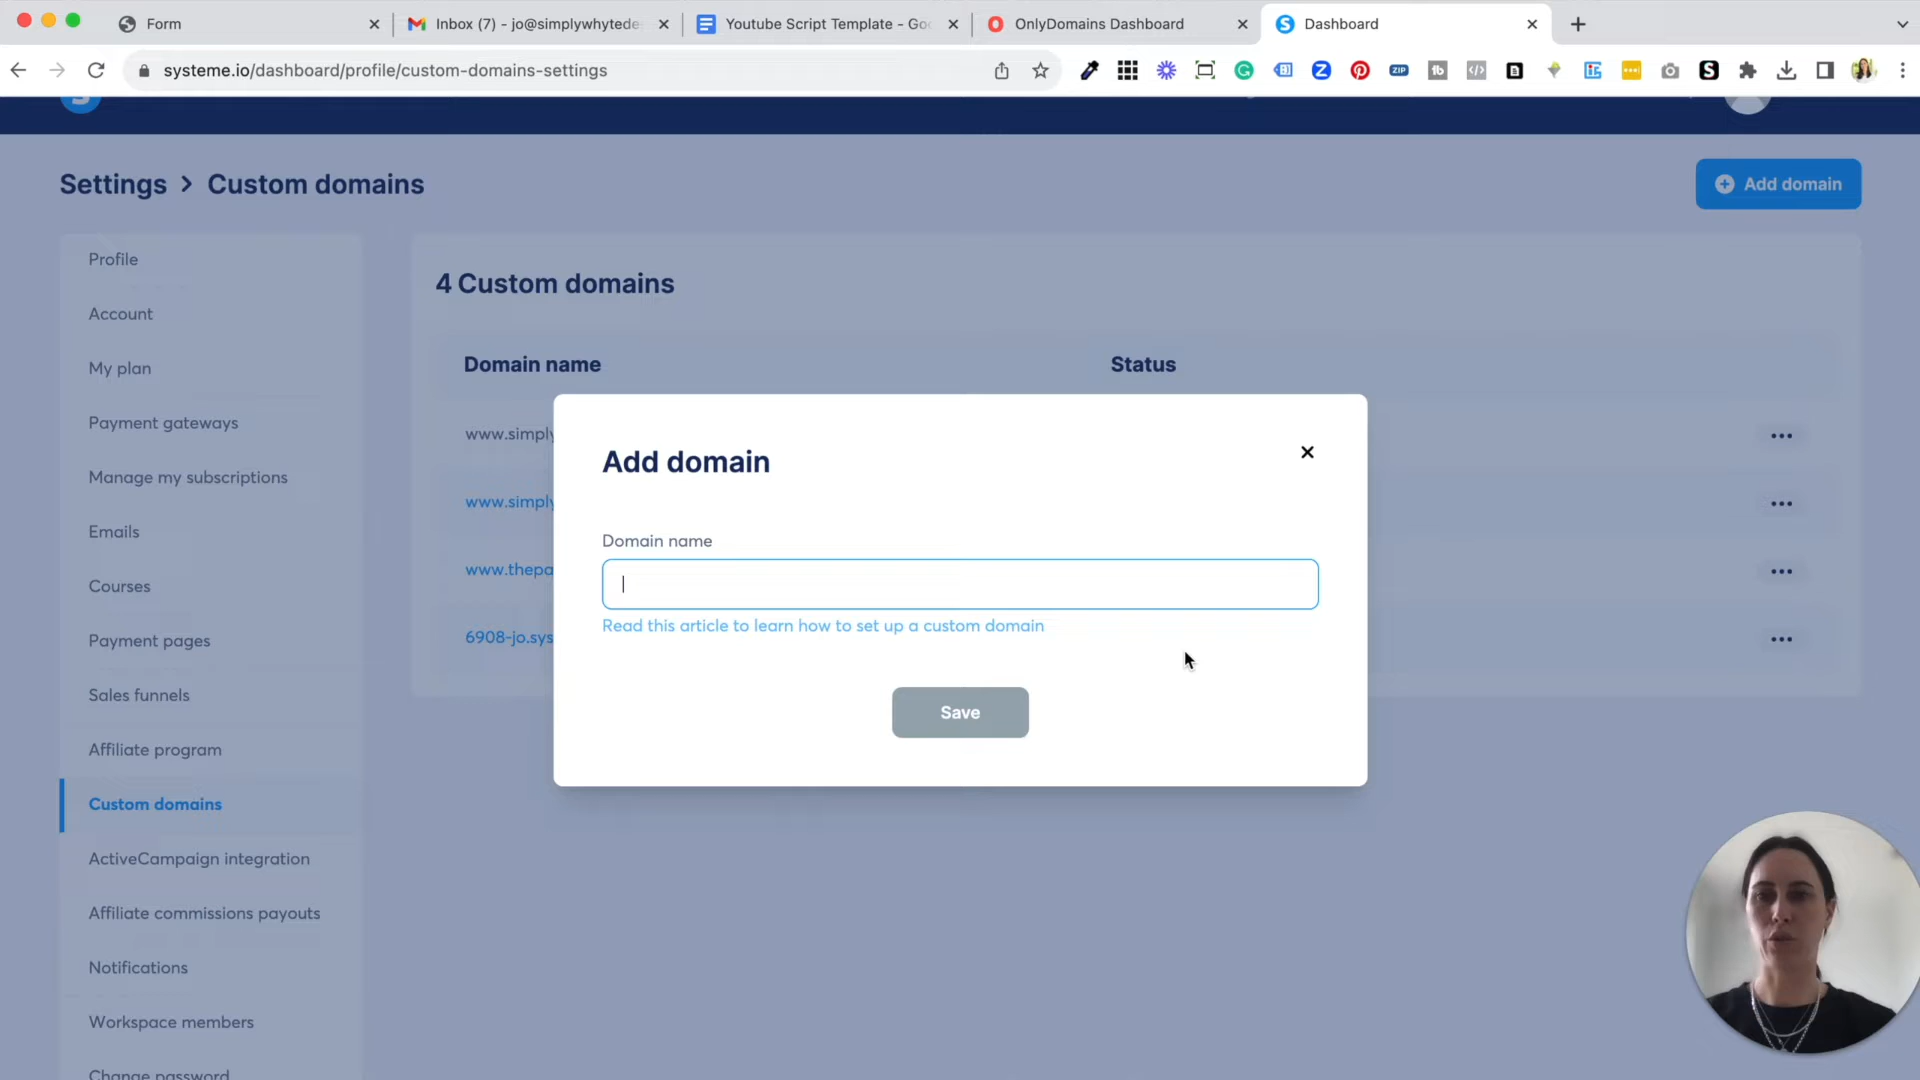 Form
Inbox (7) - jo@simplywhytede
Youtube Script Template - Goo
OnlyDomains Dashboard
Dashboard
systeme.io/dashboard/profile/custom-domains-settings
ZIP
Settings > Custom domains
Add domain
Profile
Account
My plan
Payment gateways
Manage my subscriptions
Emails
Courses
Payment pages
Sales funnels
Affiliate program
Custom domains
ActiveCampaign integration
Affiliate commissions payouts
Notifications
Workspace members
Change password
4 Custom domains
Domain name
Status
www.simply
www.simply
www.thepa
6908-jo.sys
Add domain
Domain name
Read this article to learn how to set up a custom domain
Save